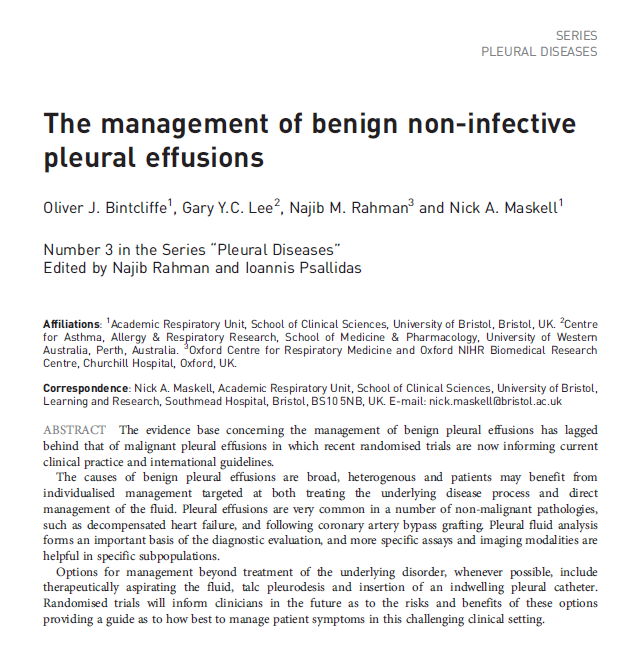 SERIES
PLEURAL DISEASES
The management of benign non-infective
pleural effusions
Oliver J. Bintcliffe1, Gary Y.C. Lee2, Najib M. Rahman3 and Nick A. Maskell1
Number 3 in the Series “Pleural Diseases”
Edited by Najib Rahman and Ioannis Psallidas
Affiliations: 1Academic Respiratory Unit, School of Clinical Sciences, University of Bristol, Bristol, UK. 2Centre
for Asthma, Allergy & Respiratory Research, School of Medicine & Pharmacology, University of Western
Australia, Perth, Australia. 3Oxford Centre for Respiratory Medicine and Oxford NIHR Biomedical Research
Centre, Churchill Hospital, Oxford, UK.
Correspondence: Nick A. Maskell, Academic Respiratory Unit, School of Clinical Sciences, University of Bristol,
Learning and Research, Southmead Hospital, Bristol, BS10 5NB, UK. E-mail: nick.maskell@bristol.ac.uk
ABSTRACT The evidence base concerning the management of benign pleural effusions has lagged
behind that of malignant pleural effusions in which recent randomised trials are now informing current
clinical practice and international guidelines.
The causes of benign pleural effusions are broad, heterogenous and patients may benefit from
individualised management targeted at both treating the underlying disease process and direct
management of the fluid. Pleural effusions are very common in a number of non-malignant pathologies,
such as decompensated heart failure, and following coronary artery bypass grafting. Pleural fluid analysis
forms an important basis of the diagnostic evaluation, and more specific assays and imaging modalities are
helpful in specific subpopulations.
Options for management beyond treatment of the underlying disorder, whenever possible, include
therapeutically aspirating the fluid, talc pleurodesis and insertion of an indwelling pleural catheter.
Randomised trials will inform clinicians in the future as to the risks and benefits of these options
providing a guide as to how best to manage patient symptoms in this challenging clinical setting.